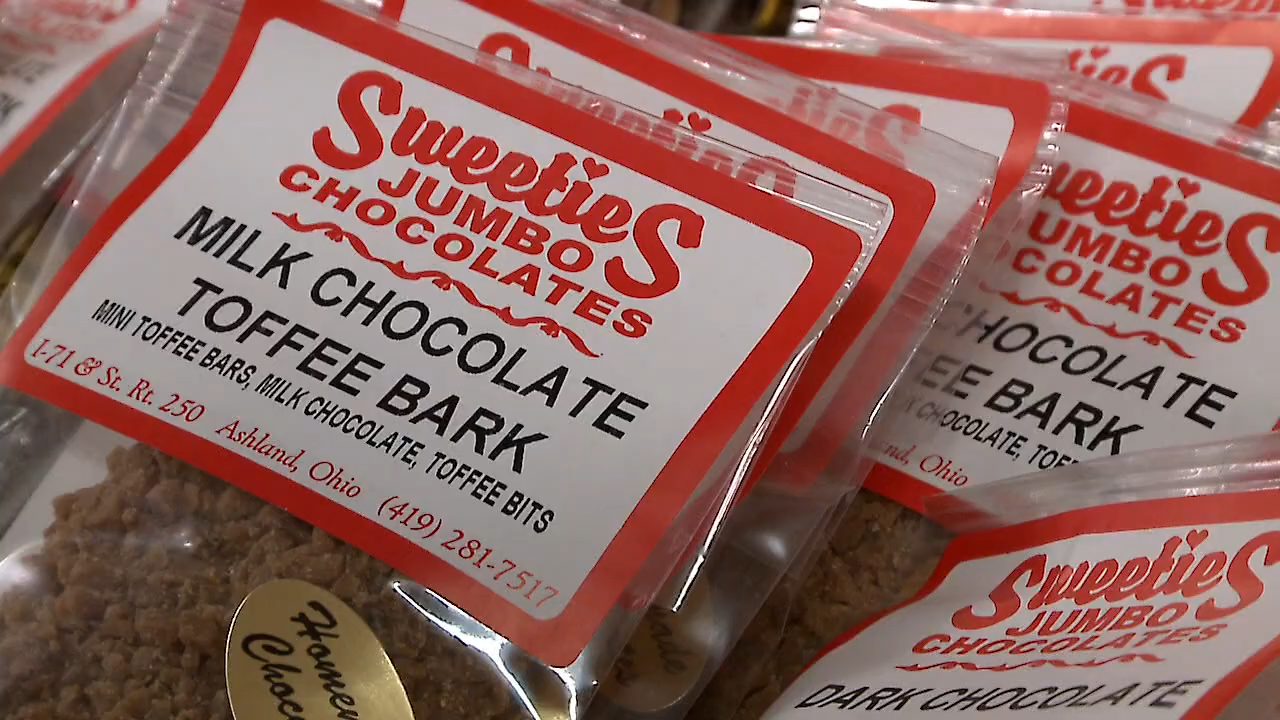 Sweeties
JUMBO
CHOCOLATES
MILK CHOCOLATE
TOFFEE BARK
MINI TOFFEE BARS, MILK CHOCOLATE, TOFFEE BITS
I-71 & St. Rt. 250 Ashland, Ohio (419) 281-7517
Sweeties
JUMBO
CHOCOLATES
DARK CHOCOLATE
BARK
CHOCOLATE,
Ohio
Sweeties
JUMBO
CHOCOLATES
CHOCOLATE